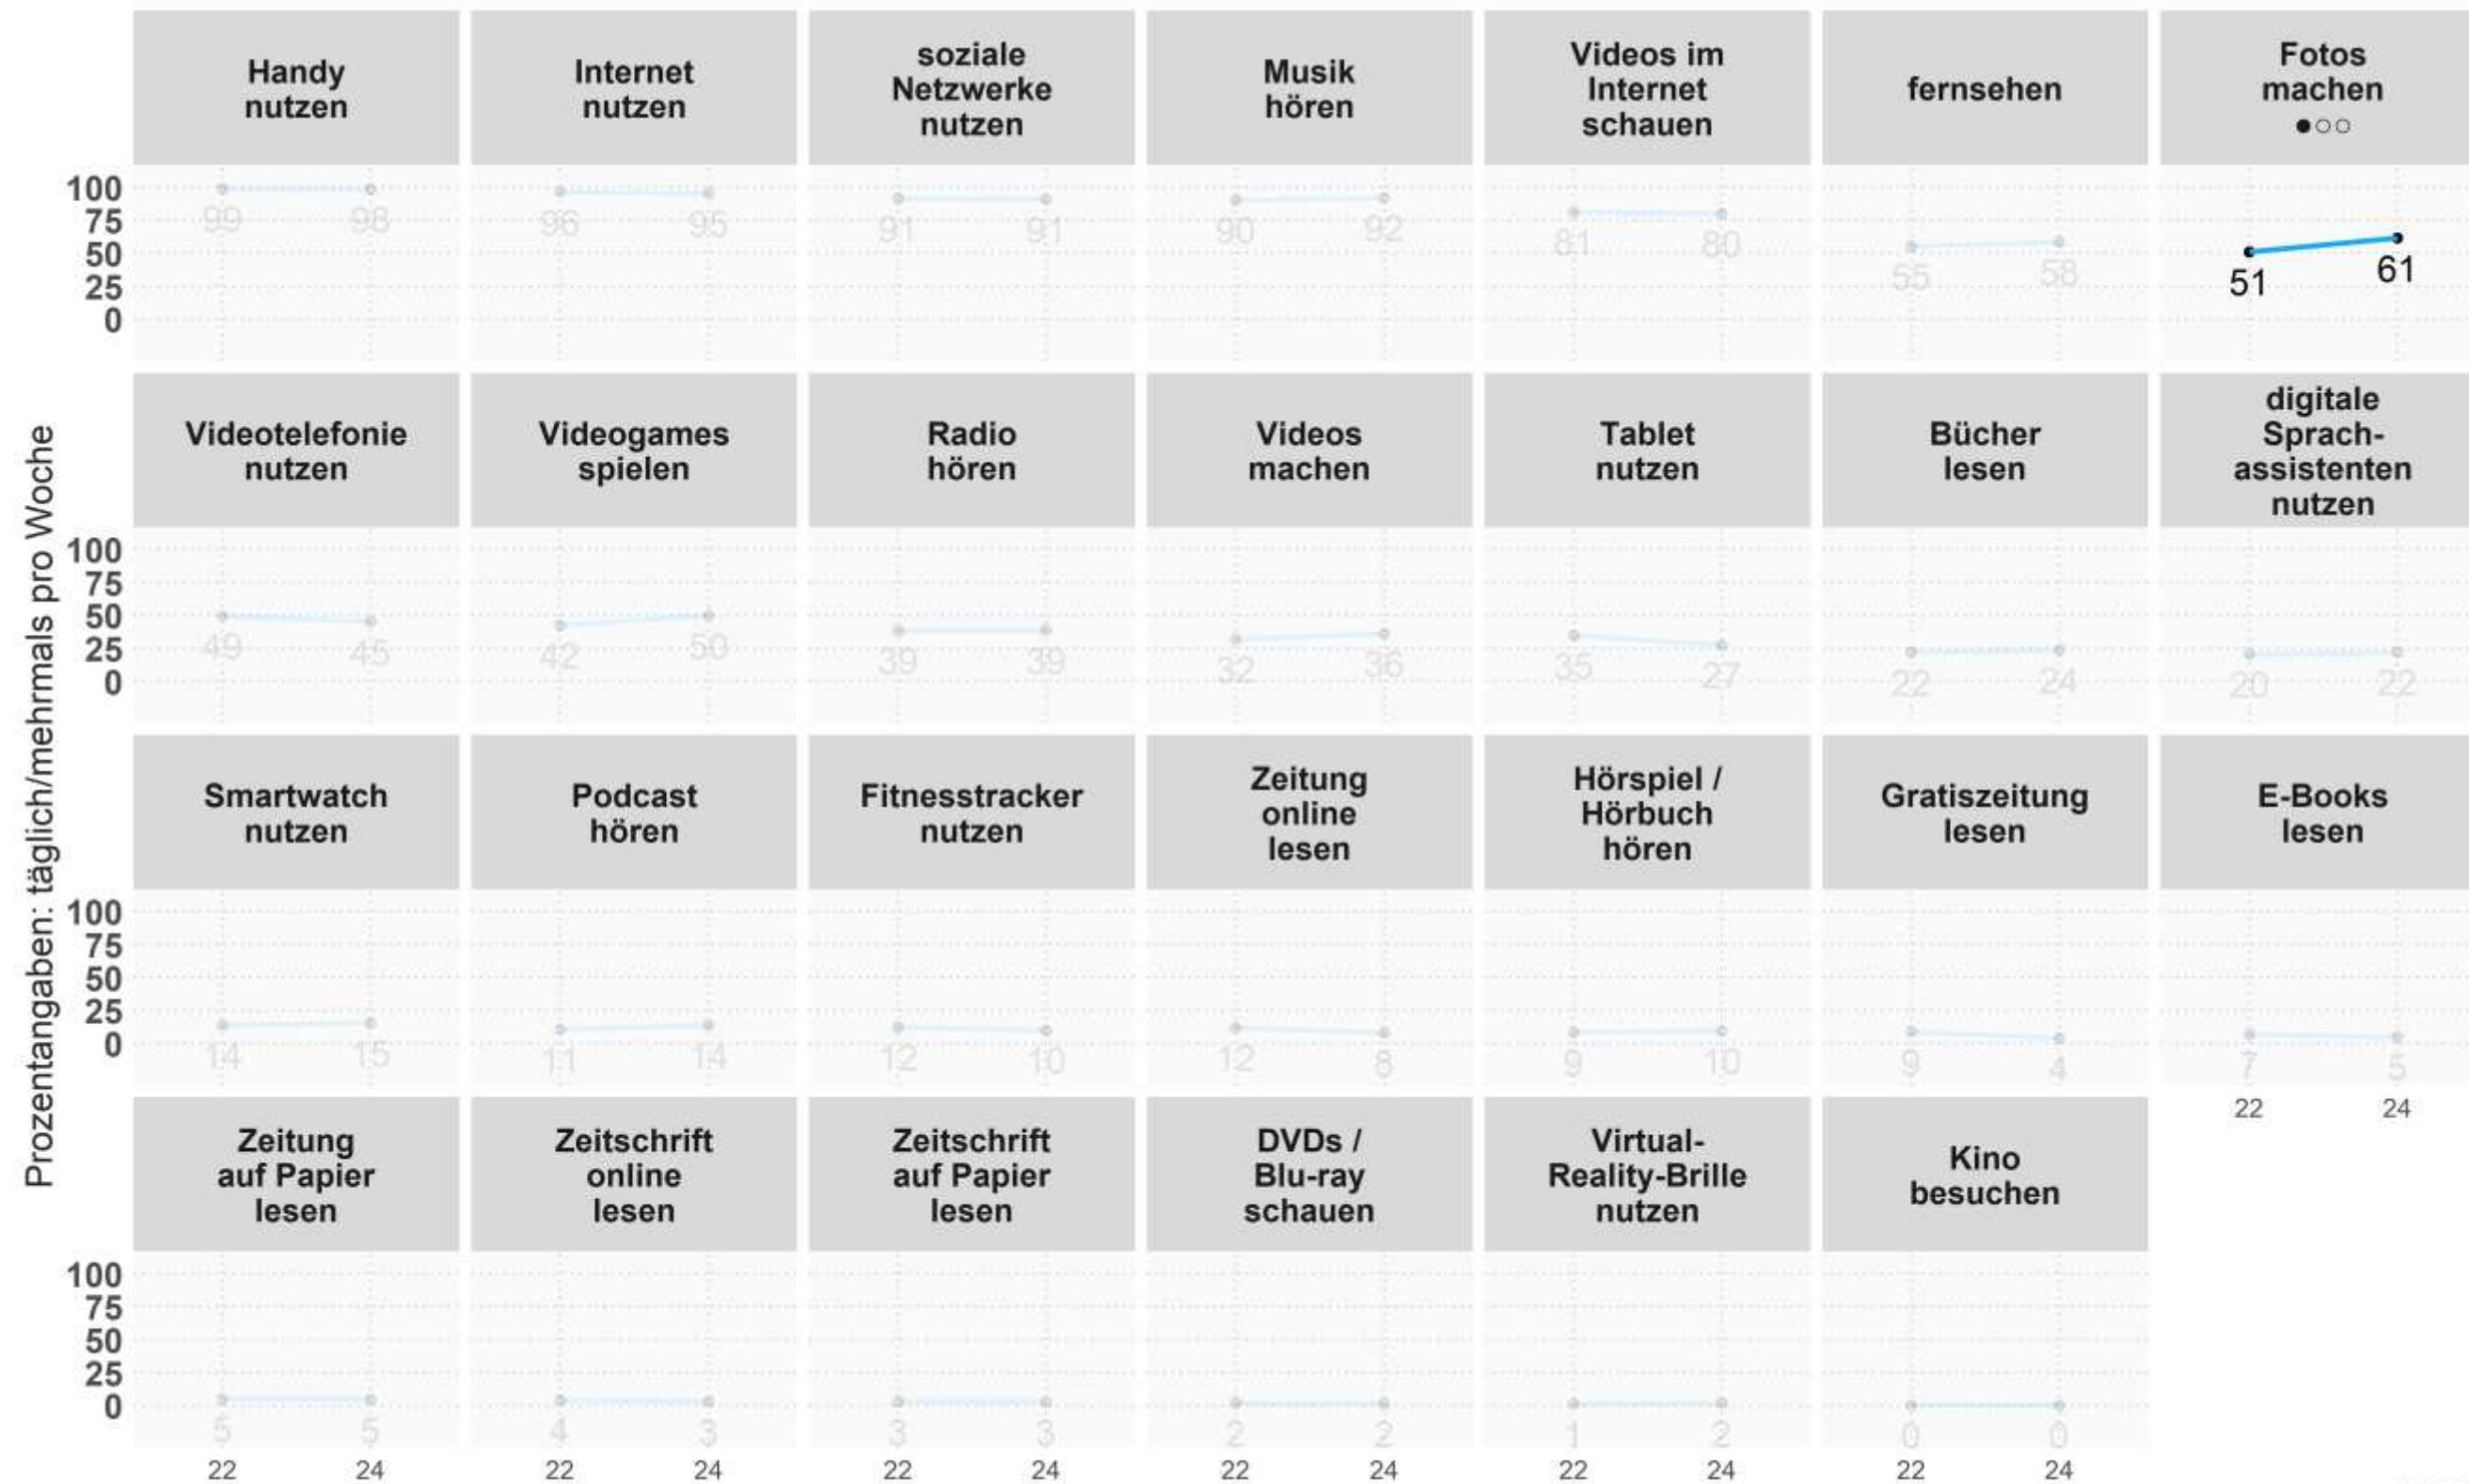 Prozentangaben: täglich/mehrmals pro Woche
Handy
nutzen
Internet
nutzen
soziale
Netzwerke
nutzen
Musik
hören
Videos im
Internet
schauen
fernsehen
Fotos
machen
●○○
100
75
50
25
0
99 98
96 95
91 91
90 92
81 80
55 58
51 61
Videotelefonie
nutzen
Videogames
spielen
Radio
hören
Videos
machen
Tablet
nutzen
Bücher
lesen
digitale
Sprach-
assistenten
nutzen
100
75
50
25
0
49 45
42 50
39 39
32 36
35 27
22 24
20 22
Smartwatch
nutzen
Podcast
hören
Fitnesstracker
nutzen
Zeitung
online
lesen
Hörspiel /
Hörbuch
hören
Gratiszeitung
lesen
E-Books
lesen
100
75
50
25
0
14 15
11 14
12 10
12 8
9 10
9 4
7 5
22 24
Zeitung
auf Papier
lesen
Zeitschrift
online
lesen
Zeitschrift
auf Papier
lesen
DVDs /
Blu-ray
schauen
Virtual-
Reality-Brille
nutzen
Kino
besuchen
100
75
50
25
0
5 5
4 3
3 3
2 2
1 2
0 0
22 24
22 24
22 24
22 24
22 24
22 24